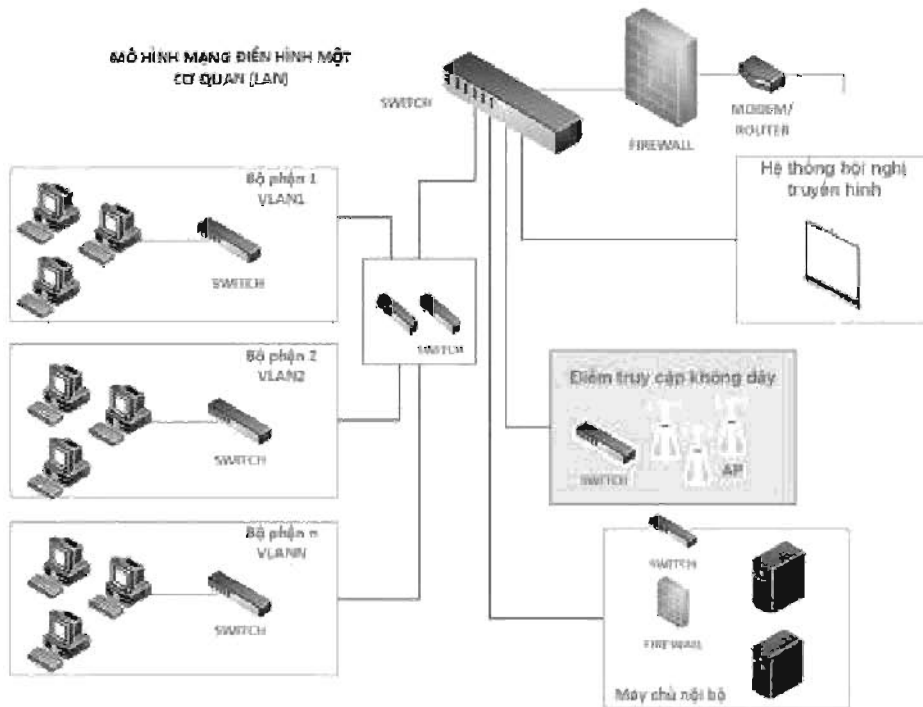 MÔ HÌNH MẠNG ĐIỂN HÌNH MỘT
CƠ QUAN (LAN)
SWITCH
FIREWALL
MODEM/
ROUTER
Hệ thống hội nghị
truyền hình
Bộ phận 1
VLAN1
SWITCH
SWITCH
Bộ phận 2
VLAN2
SWITCH
Điểm truy cập không dây
SWITCH
AP
Bộ phận n
VLANN
SWITCH
SWITCH
FIREWALL
Máy chủ nội bộ